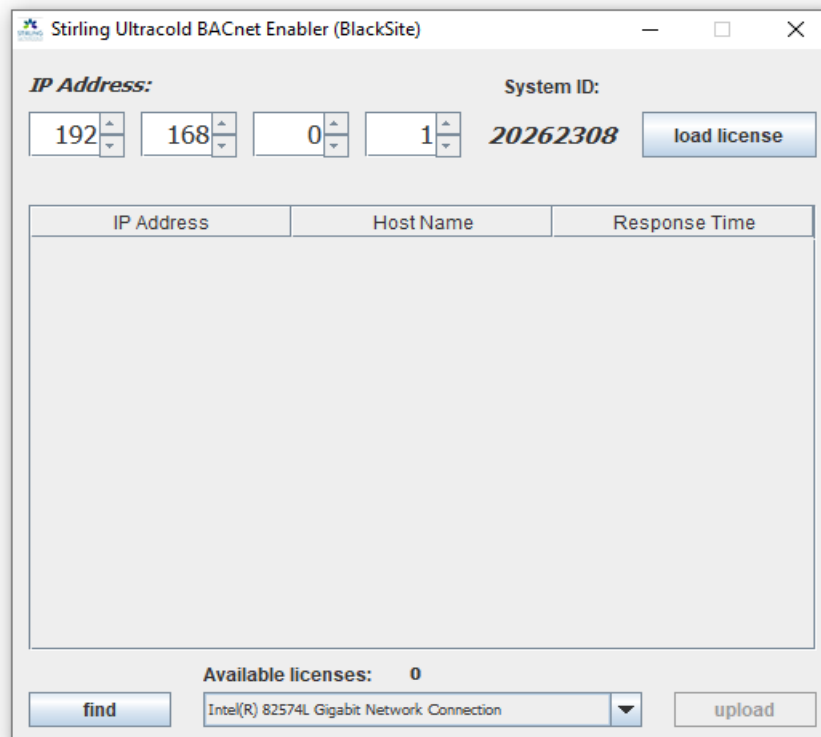 Stirling Ultracold BACnet Enabler (BlackSite)
IP Address:
System ID:
192 168 0 1 20262308 load license
IP Address Host Name Response Time
Available licenses: 0
find Intel(R) 82574L Gigabit Network Connection upload